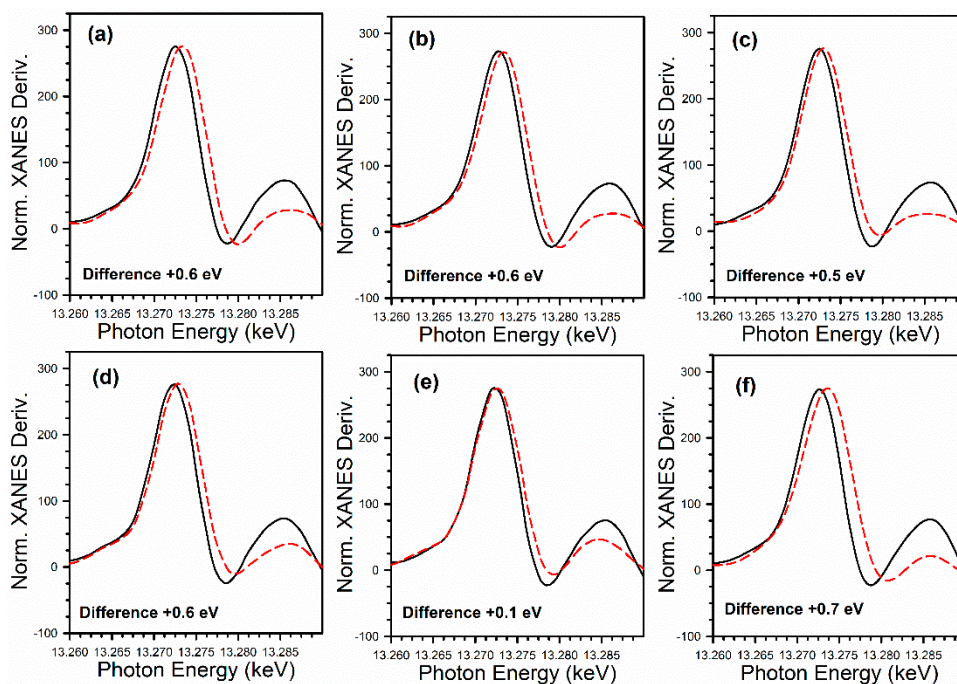 (a)
300
200
100
0
-100
Norm. XANES Deriv.
Difference +0.6 eV
13.260 13.265 13.270 13.275 13.280 13.285
Photon Energy (keV)
(b)
300
200
100
0
-100
Norm. XANES Deriv.
Difference +0.6 eV
13.260 13.265 13.270 13.275 13.280 13.285
Photon Energy (keV)
(c)
300
200
100
0
-100
Norm. XANES Deriv.
Difference +0.5 eV
13.260 13.265 13.270 13.275 13.280 13.285
Photon Energy (keV)
(d)
300
200
100
0
-100
Norm. XANES Deriv.
Difference +0.6 eV
13.260 13.265 13.270 13.275 13.280 13.285
Photon Energy (keV)
(e)
300
200
100
0
-100
Norm. XANES Deriv.
Difference +0.1 eV
13.260 13.265 13.270 13.275 13.280 13.285
Photon Energy (keV)
(f)
300
200
100
0
-100
Norm. XANES Deriv.
Difference +0.7 eV
13.260 13.265 13.270 13.275 13.280 13.285
Photon Energy (keV)